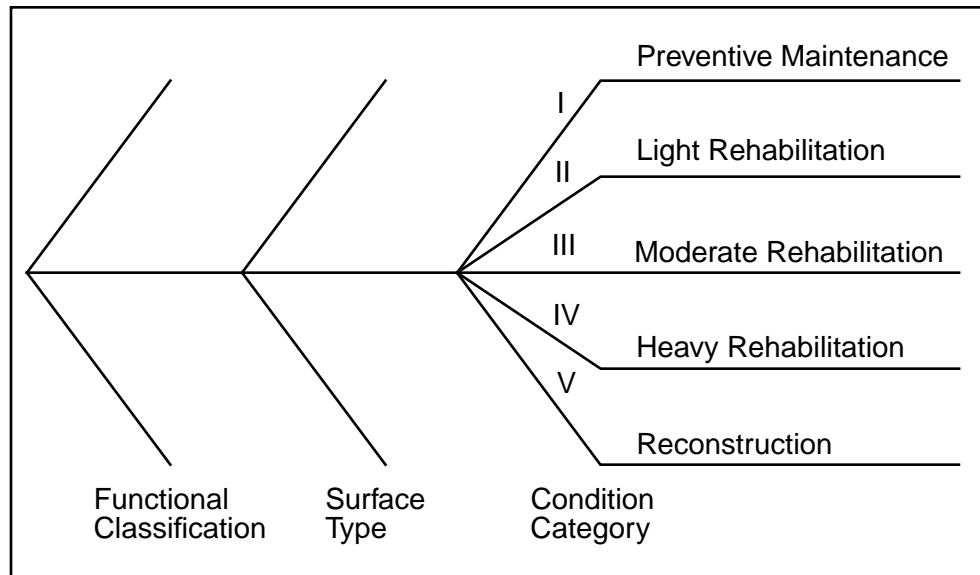 Preventive Maintenance
I
Light Rehabilitation
II
III
Moderate Rehabilitation
IV
Heavy Rehabilitation
V
Reconstruction
Functional
Classification
Surface
Type
Condition
Category